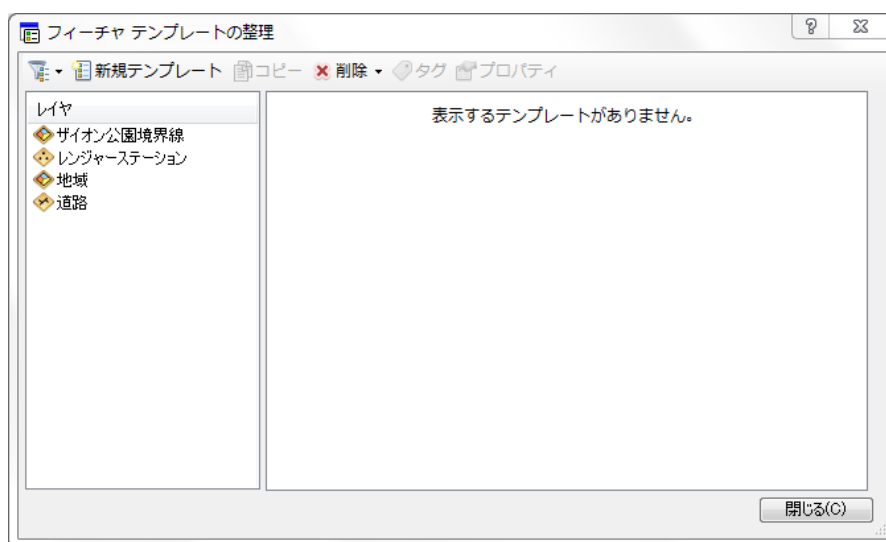 フィーチャ テンプレートの整理
新規テンプレート コピー 削除 タグ プロパティ
レイヤ
ザイオン公園境界線
レンジャーステーション
地域
道路
表示するテンプレートがありません。
閉じる(C)